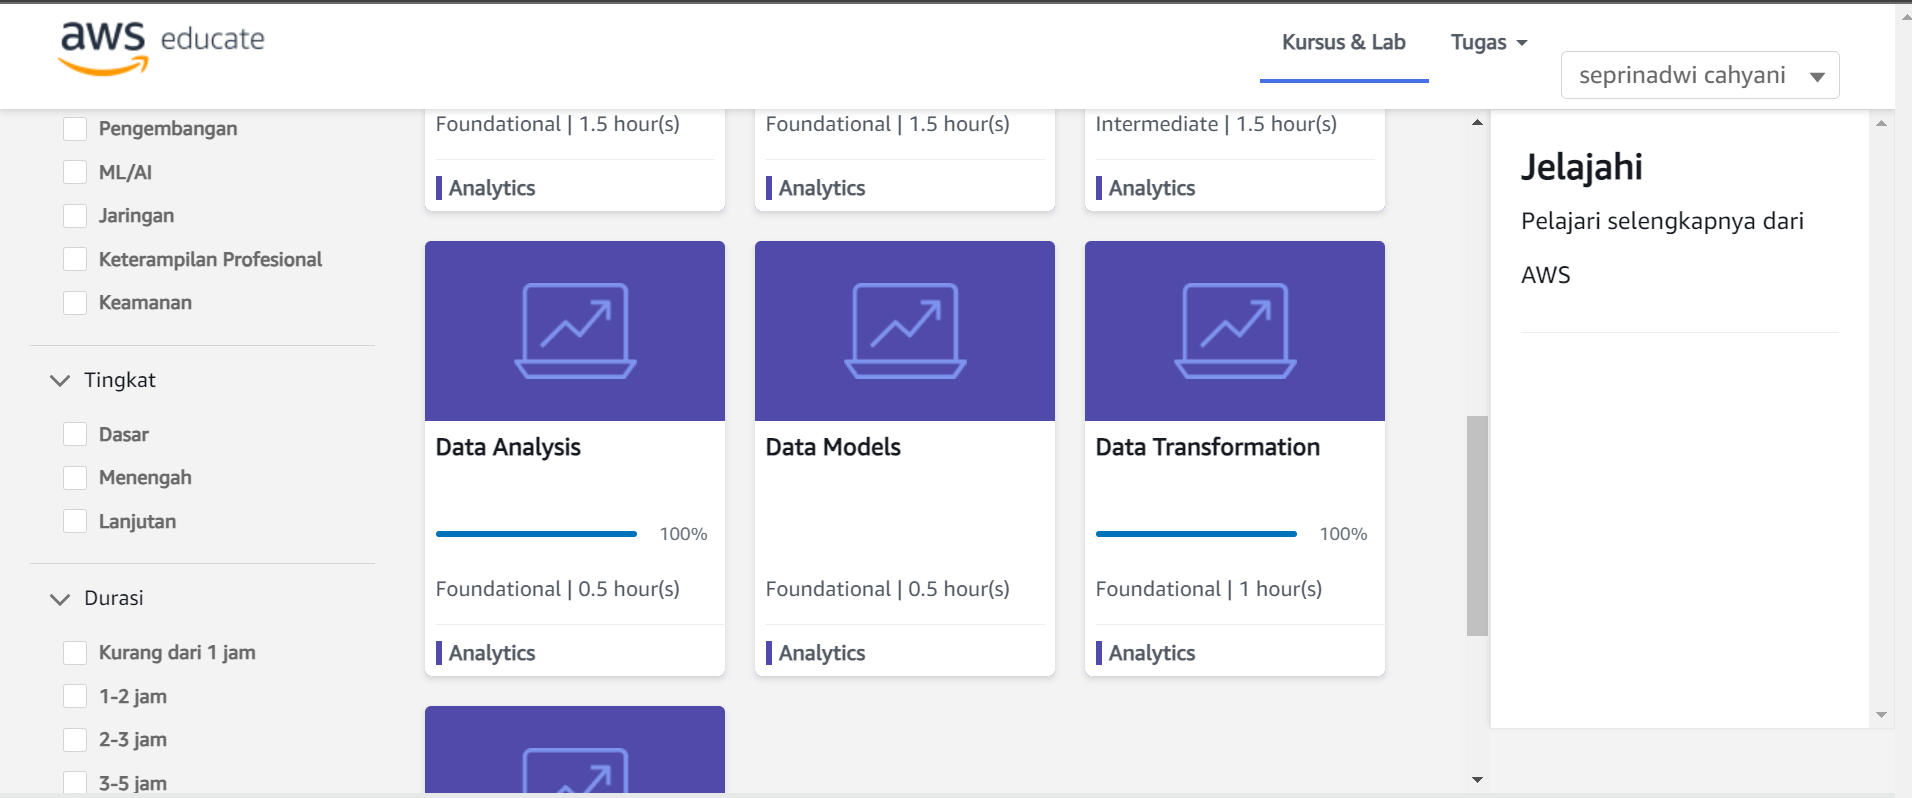 aws educate
Kursus & Lab
Tugas
seprinadwi cahyani
Pengembangan
ML/AI
Jaringan
Keterampilan Profesional
Keamanan
Tingkat
Dasar
Menengah
Lanjutan
Durasi
Kurang dari 1 jam
1-2 jam
2-3 jam
3-5 jam
Foundational | 1.5 hour(s)
Analytics
Foundational | 1.5 hour(s)
Analytics
Intermediate | 1.5 hour(s)
Analytics
Data Analysis
100%
Foundational | 0.5 hour(s)
Analytics
Data Models
Foundational | 0.5 hour(s)
Analytics
Data Transformation
100%
Foundational | 1 hour(s)
Analytics
Jelajahi
Pelajari selengkapnya dari
AWS